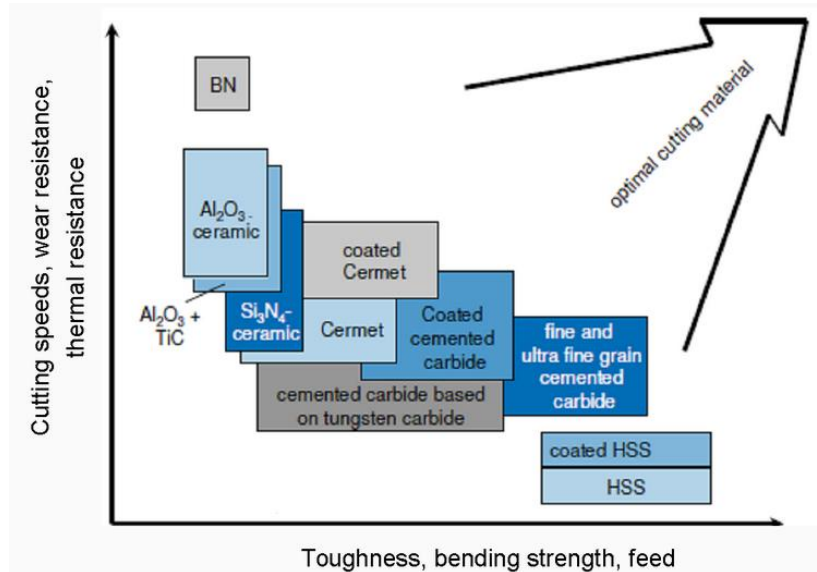 Cutting speeds, wear resistance,
thermal resistance
BN
optimal cutting material
Al₂O₃-
ceramic
Al₂O₃ +
TiC
Si₃N₄-
ceramic
coated
Cermet
Cermet
Coated
cemented
carbide
fine and
ultra fine grain
cemented
carbide
cemented carbide based
on tungsten carbide
coated HSS
HSS
Toughness, bending strength, feed